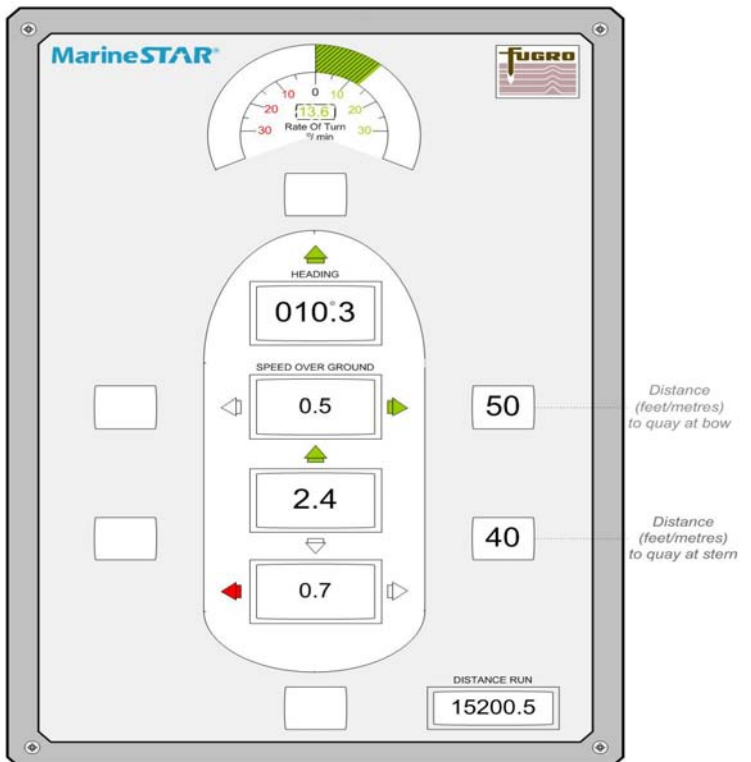 MarineSTAR®
FUGRO
0
10 10
20 13.6 20
30 Rate Of Turn 30
°/ min
HEADING
010.°3
SPEED OVER GROUND
0.5
50
Distance
(feet/metres)
to quay at bow
2.4
40
Distance
(feet/metres)
to quay at stern
0.7
DISTANCE RUN
15200.5